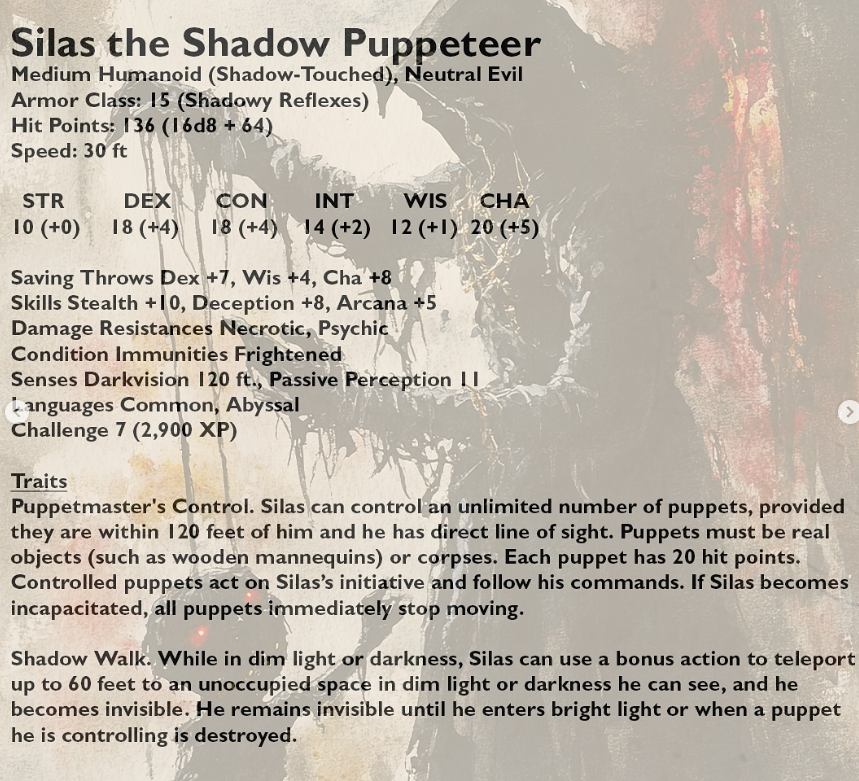 Silas the Shadow Puppeteer
Medium Humanoid (Shadow-Touched), Neutral Evil
Armor Class: 15 (Shadowy Reflexes)
Hit Points: 136 (16d8 + 64)
Speed: 30 ft
STR DEX CON INT WIS CHA
10 (+0) 18 (+4) 18 (+4) 14 (+2) 12 (+1) 20 (+5)
Saving Throws Dex +7, Wis +4, Cha +8
Skills Stealth +10, Deception +8, Arcana +5
Damage Resistances Necrotic, Psychic
Condition Immunities Frightened
Senses Darkvision 120 ft., Passive Perception 11
Languages Common, Abyssal
Challenge 7 (2,900 XP)
Traits
Puppetmaster's Control. Silas can control an unlimited number of puppets, provided
they are within 120 feet of him and he has direct line of sight. Puppets must be real
objects (such as wooden mannequins) or corpses. Each puppet has 20 hit points.
Controlled puppets act on Silas’s initiative and follow his commands. If Silas becomes
incapacitated, all puppets immediately stop moving.
Shadow Walk. While in dim light or darkness, Silas can use a bonus action to teleport
up to 60 feet to an unoccupied space in dim light or darkness he can see, and he
becomes invisible. He remains invisible until he enters bright light or when a puppet
he is controlling is destroyed.